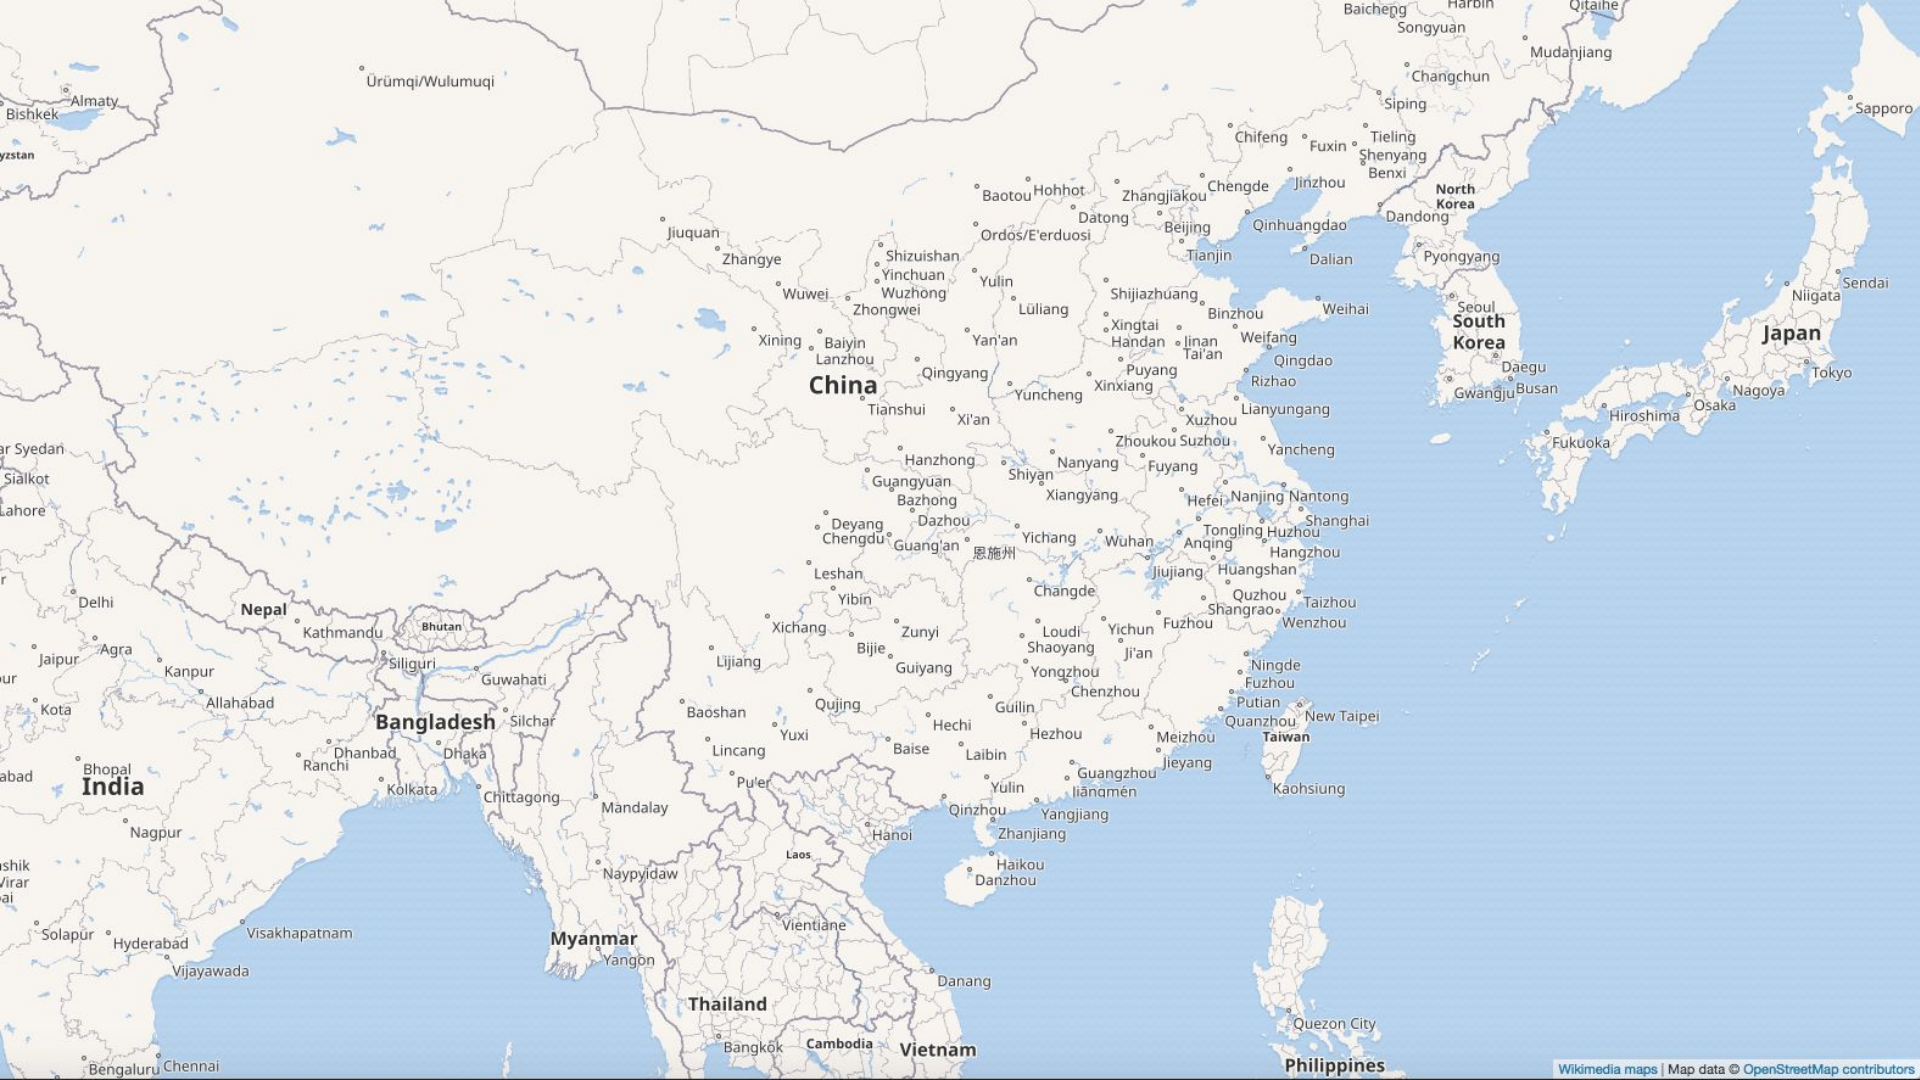 Baicheng
Harbin
Qitaihe
Songyuan
Mudanjiang
Ürümqi/Wulumuqi
Changchun
Almaty
Siping
Bishkek
Sapporo
Chifeng
Fuxin
Tieling
yzstan
Shenyang
Benxi
Baotou
Hohhot
Zhangjiakou
Chengde
Jinzhou
North
Korea
Datong
Dandong
Jiuquan
Ordos/E'erduosi
Beijing
Qinhuangdao
Zhangye
Shizuishan
Tianjin
Dalian
Pyongyang
Yinchuan
Yulin
Sendai
Wuwei
Wuzhong
Shijiazhuang
Niigata
Zhongwei
Lüliang
Binzhou
Weihai
Seoul
South
Korea
Xingtai
Handan
Jinan
Tai'an
Weifang
Japan
Xining
Baiyin
Lanzhou
Yan'an
Qingdao
Qingyang
Puyang
Xinxiang
Rizhao
Daegu
Tokyo
China
Yuncheng
Gwangju
Busan
Nagoya
Tianshui
Xi'an
Xuzhou
Lianyungang
Hiroshima
Osaka
ar Syedan
Zhoukou
Suzhou
Yancheng
Fukuoka
Sialkot
Hanzhong
Shiyan
Nanyang
Fuyang
Guangyuan
Bazhong
Xiangyang
Hefei
Nanjing
Nantong
Lahore
Deyang
Chengdu
Dazhou
Tongling
Huzhou
Shanghai
Guang'an
恩施州
Yichang
Wuhan
Anqing
Hangzhou
Leshan
Jiujiang
Huangshan
r
Delhi
Yibin
Changde
Quzhou
Shangrao
Taizhou
Nepal
Kathmandu
Bhutan
Xichang
Zunyi
Loudi
Shaoyang
Yichun
Fuzhou
Wenzhou
Jaipur
Agra
Siliguri
Lijiang
Bijie
Ji'an
Kanpur
Guwahati
Guiyang
Yongzhou
Ningde
Fuzhou
ur
Kota
Allahabad
Chenzhou
Putian
Bangladesh
Silchar
Baoshan
Qujing
Guilin
Quanzhou
New Taipei
Taiwan
Yuxi
Hechi
Hezhou
Meizhou
Dhanbad
Ranchi
Dhaka
Lincang
Baise
Laibin
Jieyang
abad
Bhopal
India
Kolkata
Chittagong
Pu'er
Yulin
Guangzhou
Jiāngmén
Kaohsiung
Mandalay
Qinzhou
Yangjiang
Nagpur
Hanoi
Zhanjiang
ashik
Virar
bai
Laos
Haikou
Danzhou
Naypyidaw
Solapur
Hyderabad
Visakhapatnam
Myanmar
Vientiane
Yangon
Vijayawada
Danang
Thailand
Quezon City
Bengaluru
Chennai
Bangkok
Cambodia
Vietnam
Philippines
Wikimedia maps | Map data © OpenStreetMap contributors